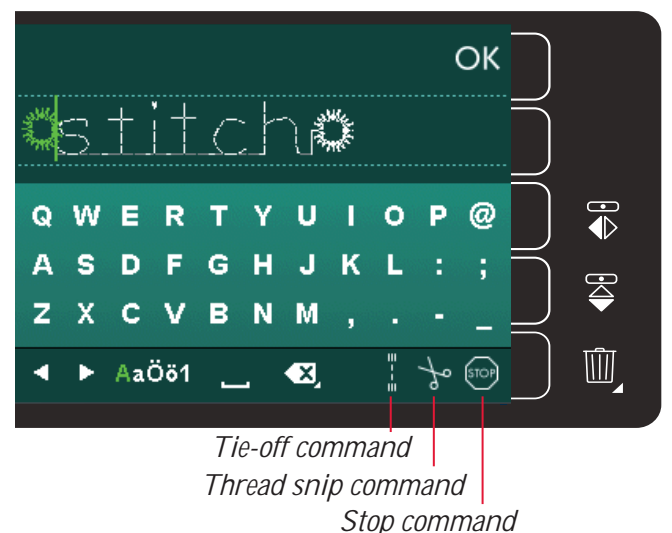 OK
stitch
Q W E R T Y U I O P @
A S D F G H J K L : ;
Z X C V B N M , . - _
AaÖö1 STOP
Tie-off command
Thread snip command
Stop command